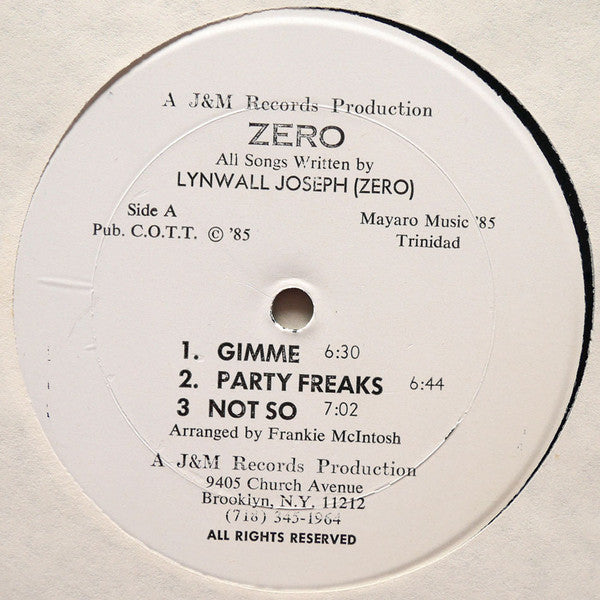 A J&M Records Production
ZERO
All Songs Written by
LYNWALL JOSEPH (ZERO)
Side A
Pub. C.O.T.T. © '85
Mayaro Music '85
Trinidad
1. GIMME 6:30
2. PARTY FREAKS 6:44
3 NOT SO 7:02
Arranged by Frankie McIntosh
A J&M Records Production
9405 Church Avenue
Brooklyn, N.Y. 11212
(718) 345-1964
ALL RIGHTS RESERVED